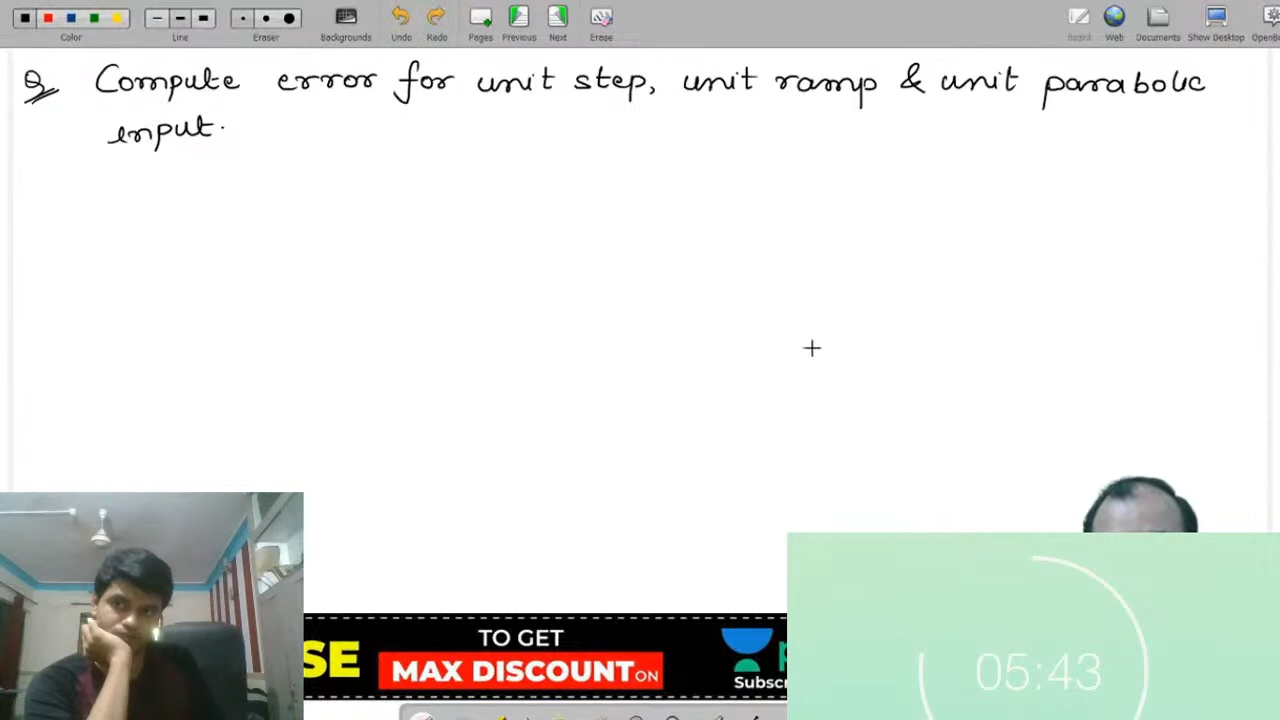 Color Line Eraser Backgrounds Undo Redo Pages Previous Next Erase Board Web Documents Show Desktop
Q Compute error for unit step, unit ramp & unit parabolic
input.
TO GET
SE MAX DISCOUNT ON
Subscr
05:43